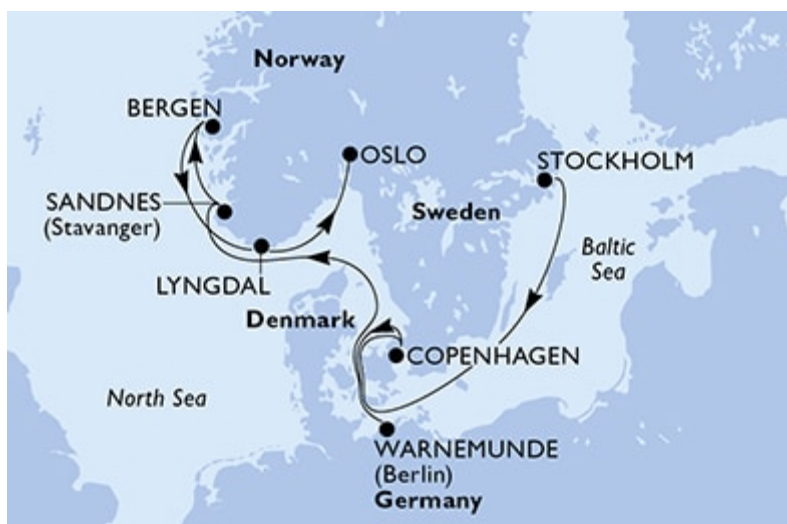 Norway
BERGEN
OSLO
STOCKHOLM
SANDNES
(Stavanger)
Sweden
Baltic
Sea
LYNGDAL
Denmark
COPENHAGEN
North Sea
WARNEMUNDE
(Berlin)
Germany